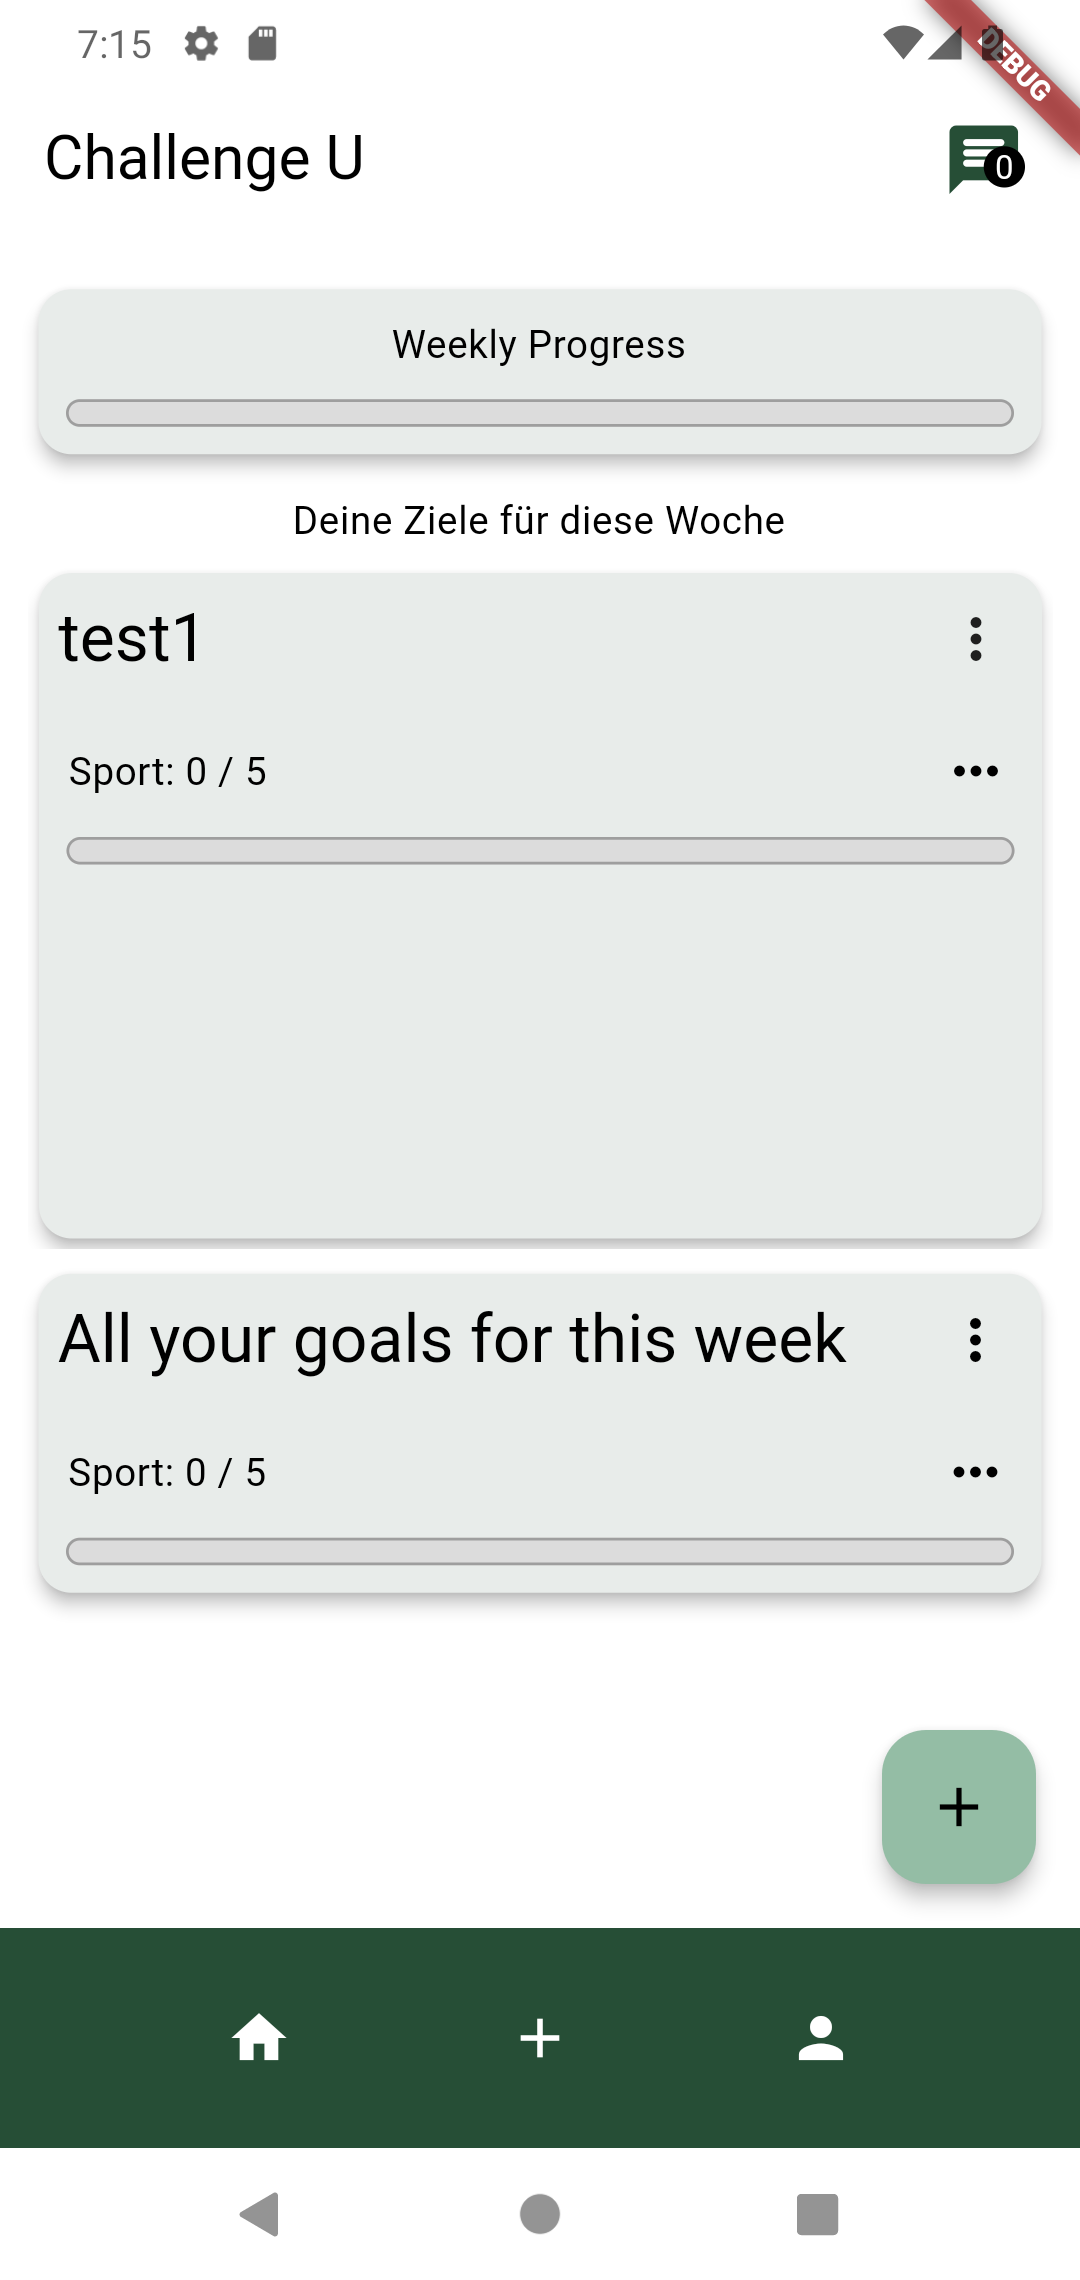 7:15
DEBUG
Challenge U
0
Weekly Progress
Deine Ziele für diese Woche
test1
Sport: 0 / 5
All your goals for this week
Sport: 0 / 5